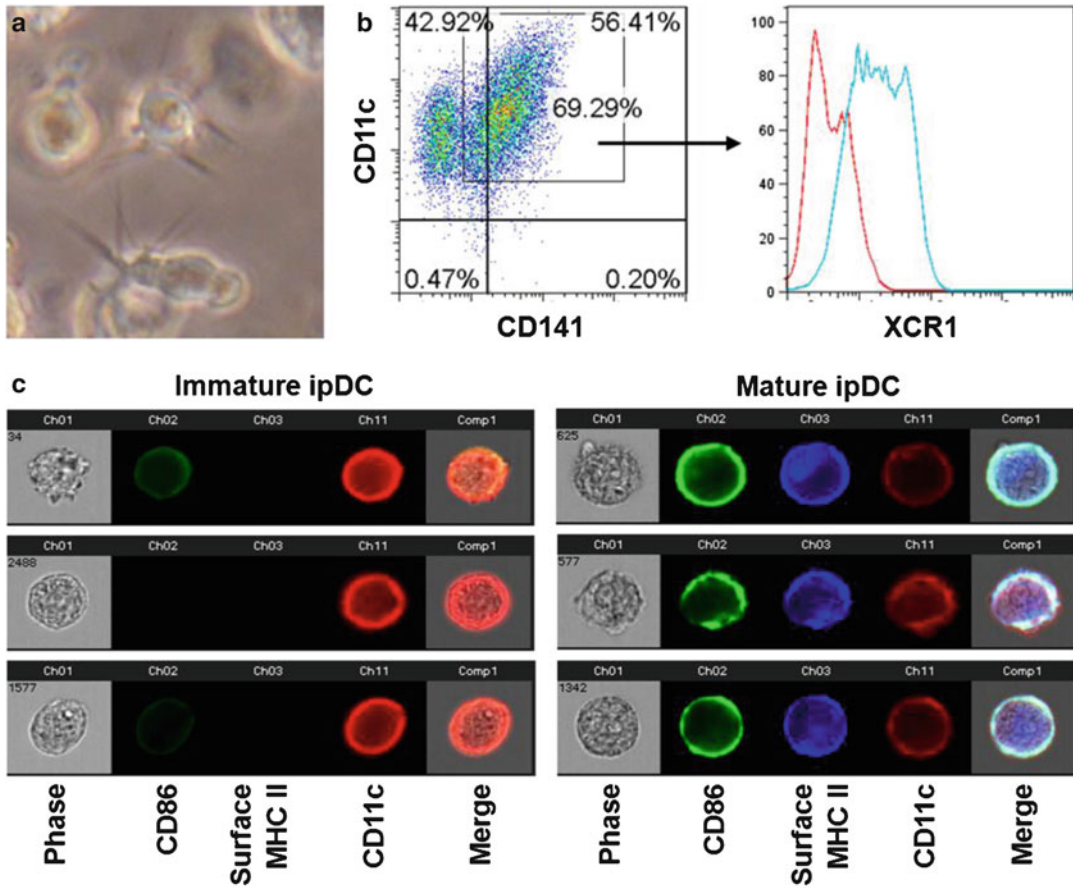 a
b
42.92%
56.41%
69.29%
0.47%
0.20%
CD11c
CD141
100
80
60
40
20
0
XCR1
c
Immature ipDC
Mature ipDC
Ch01 Ch02 Ch03 Ch11 Comp1
34
Ch01 Ch02 Ch03 Ch11 Comp1
2488
Ch01 Ch02 Ch03 Ch11 Comp1
1577
Phase
CD86
Surface
MHC II
CD11c
Merge
Ch01 Ch02 Ch03 Ch11 Comp1
625
Ch01 Ch02 Ch03 Ch11 Comp1
577
Ch01 Ch02 Ch03 Ch11 Comp1
1342
Phase
CD86
Surface
MHC II
CD11c
Merge